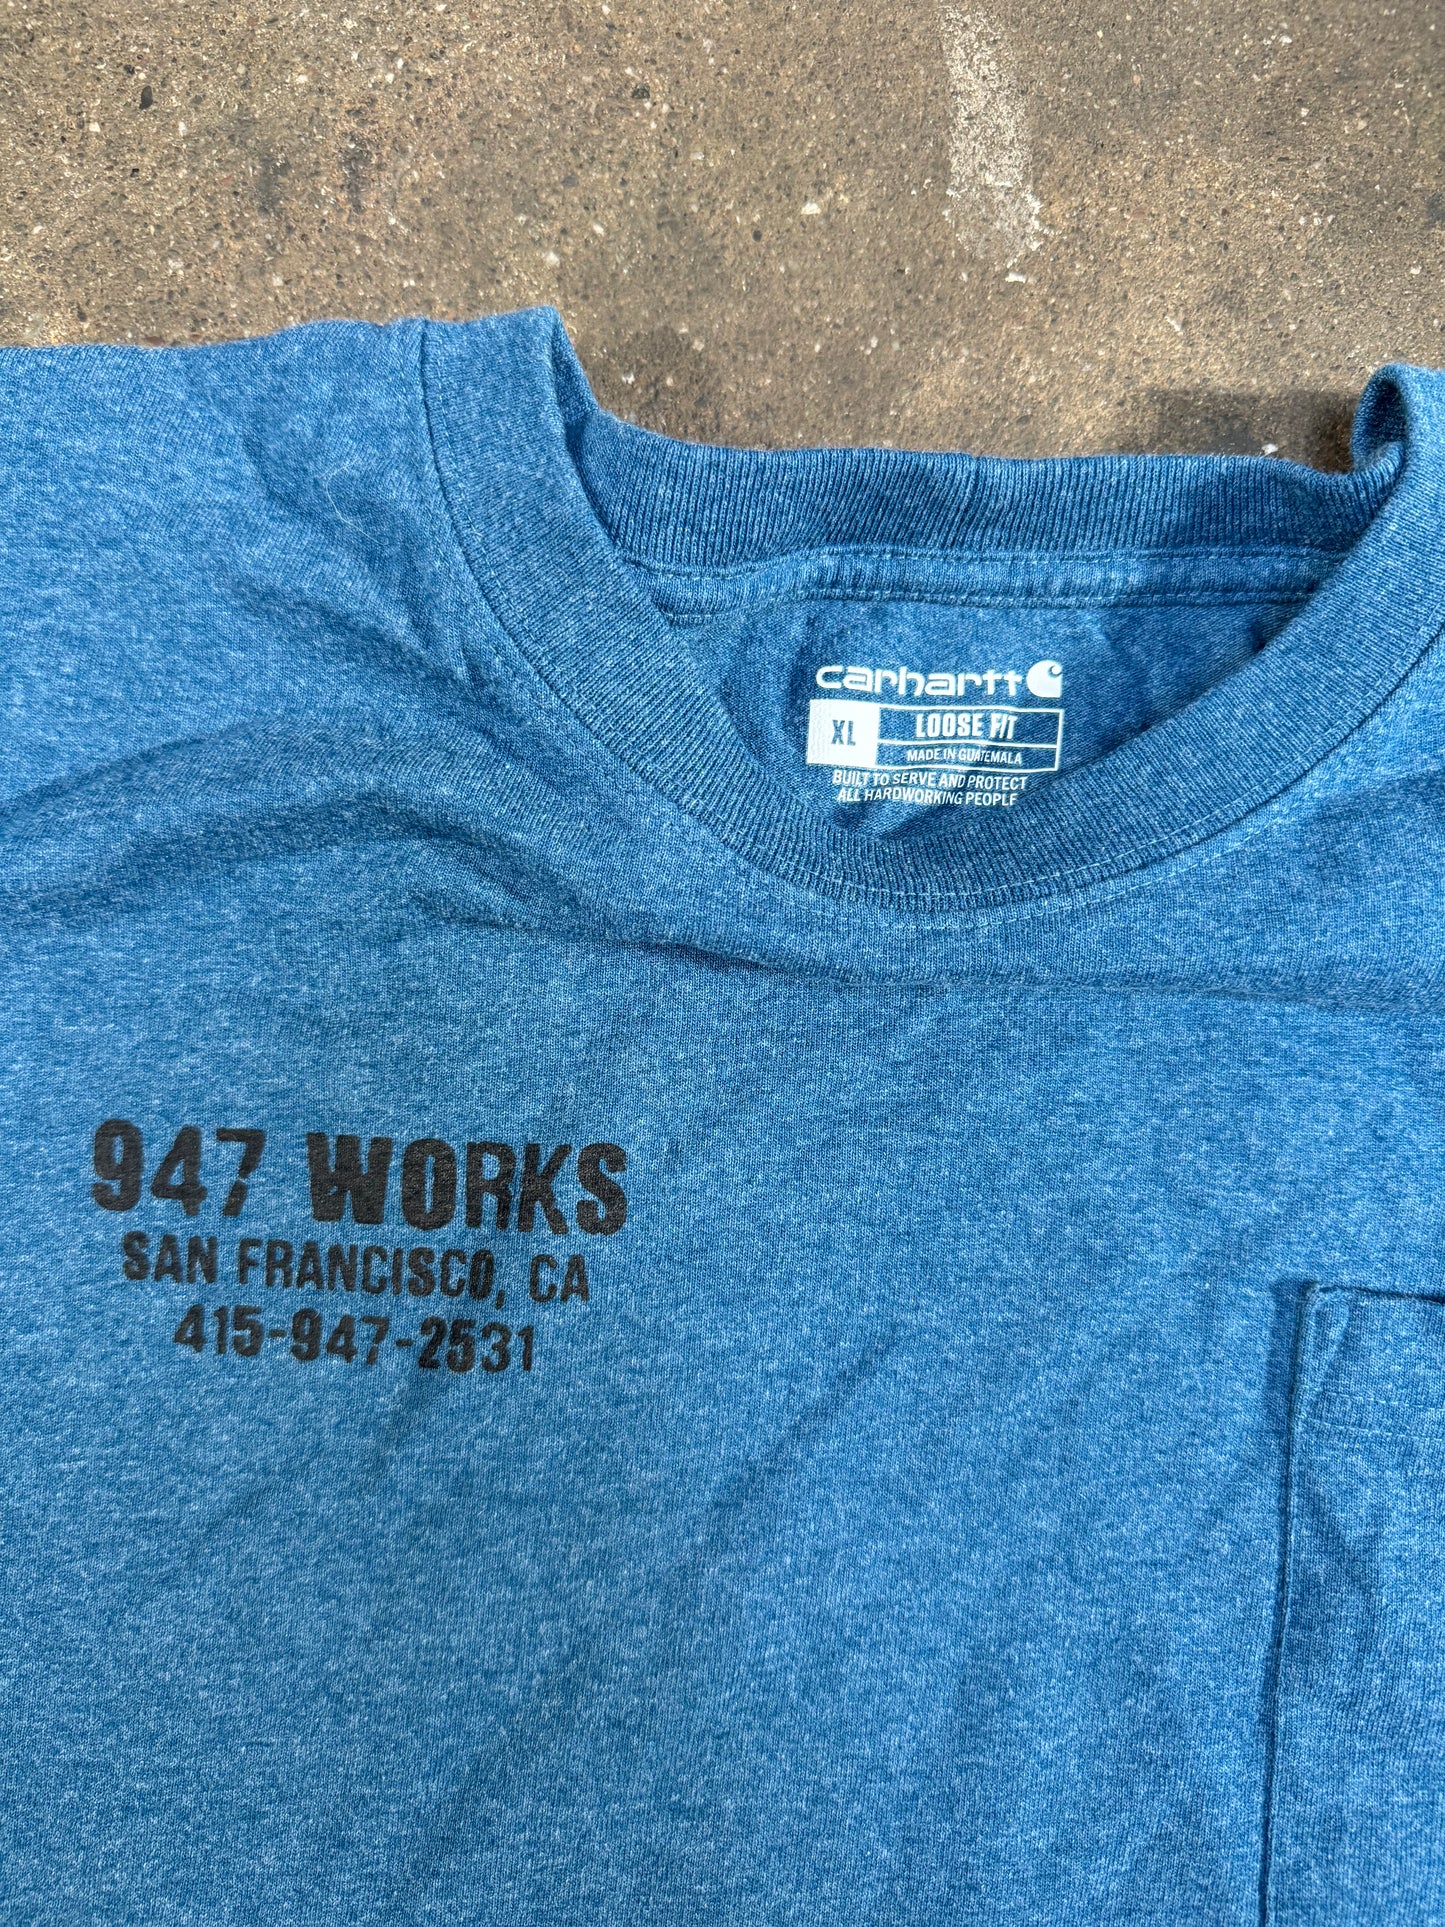 carhartt
XL LOOSE FIT
MADE IN GUATEMALA
BUILT TO SERVE AND PROTECT
ALL HARDWORKING PEOPLE
947 WORKS
SAN FRANCISCO, CA
415-947-2531